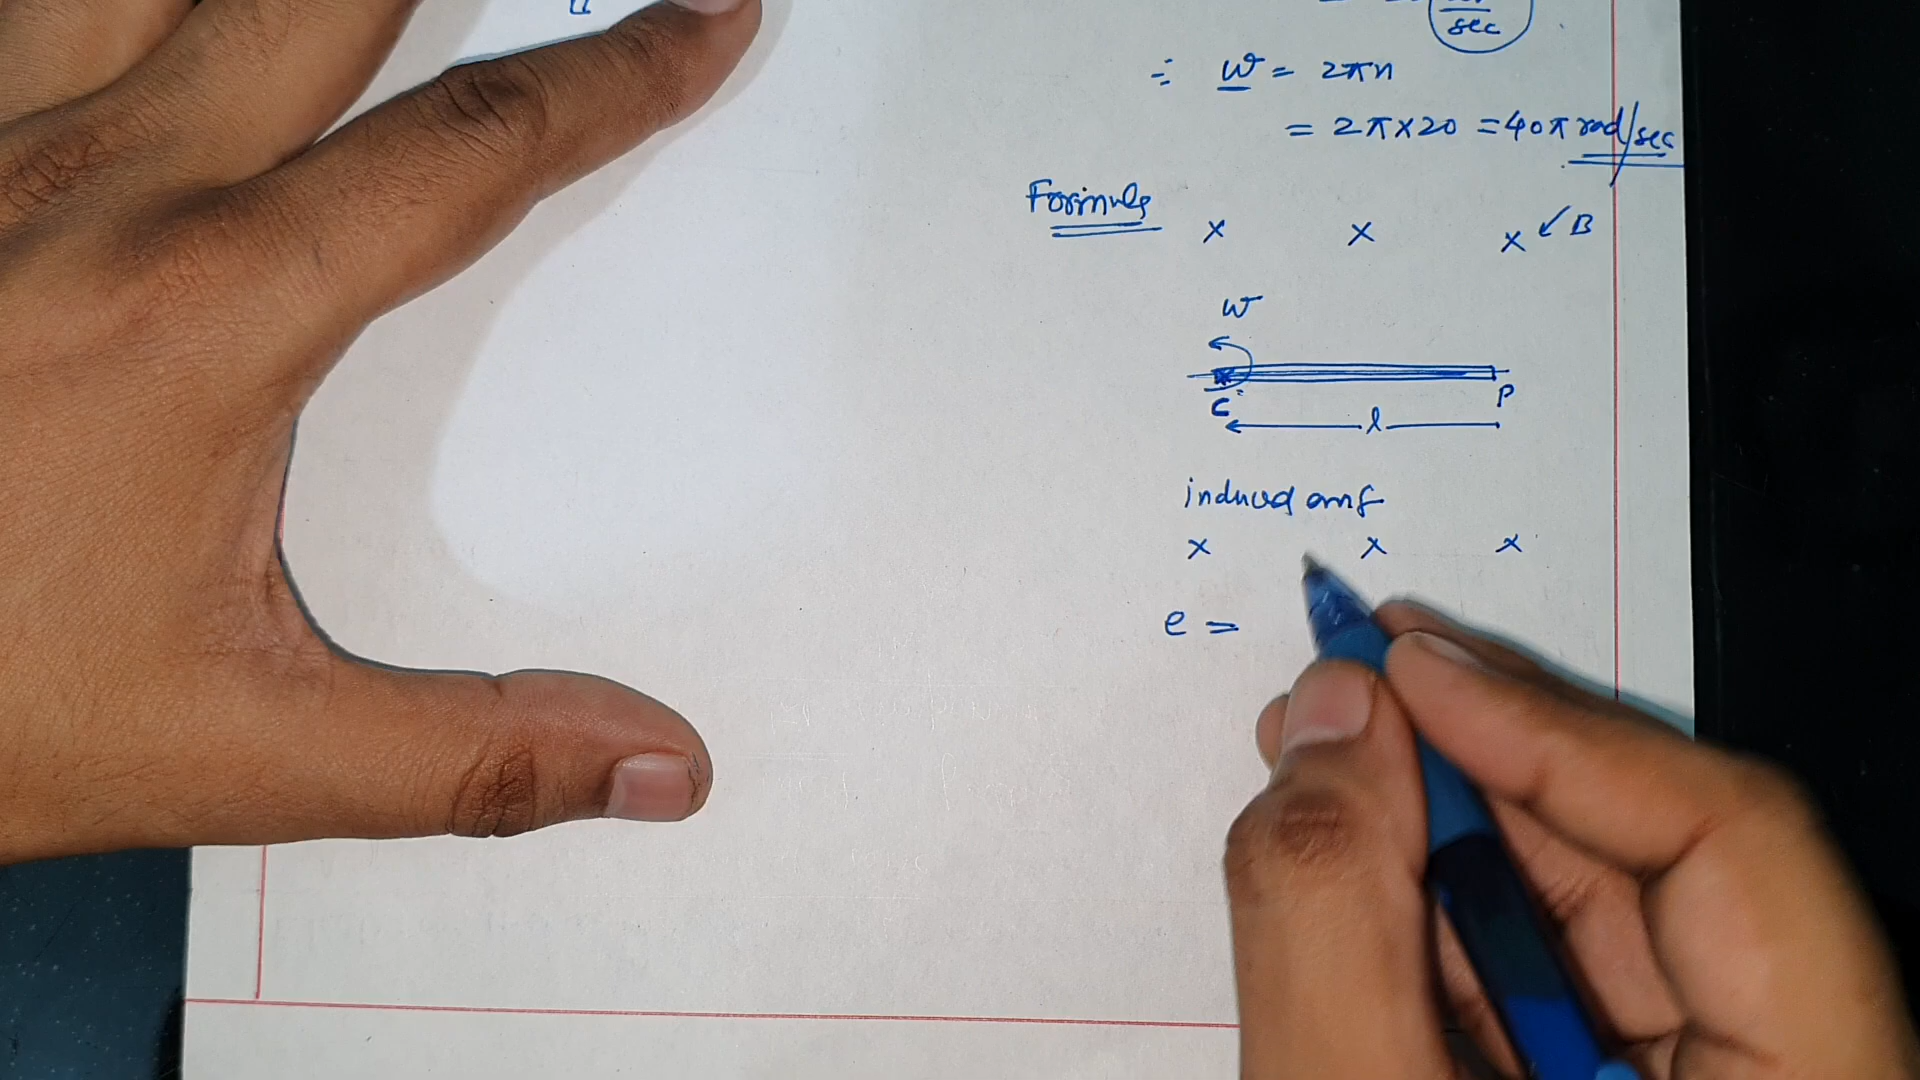 sec
∴ w = 2πn
= 2π×20 = 40π rad/sec
Formula
× × × ↙ B
w
C P
l
induced emf
× × ×
e =